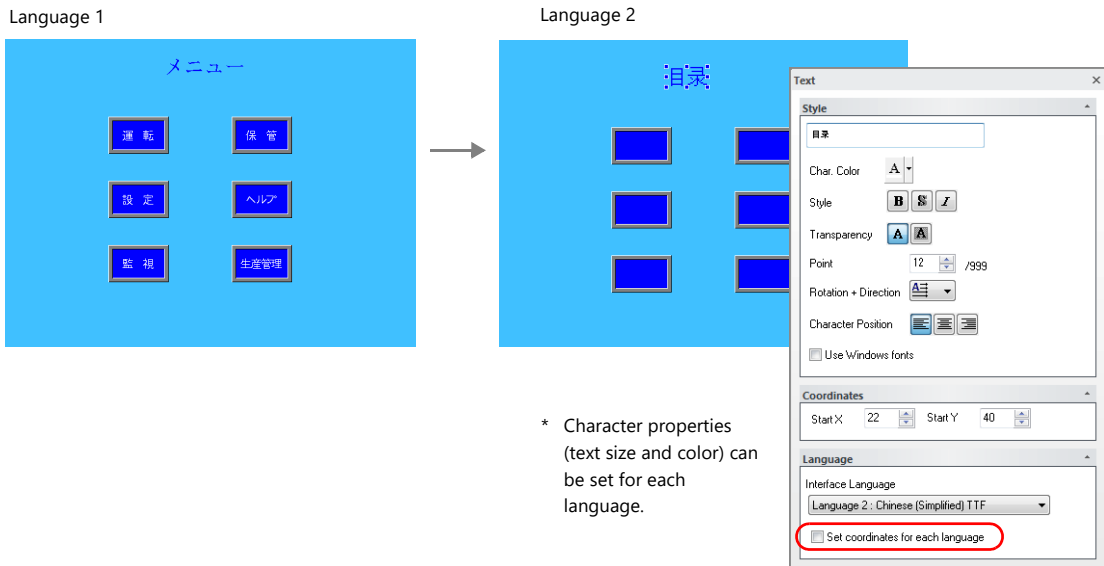 Language 1
メニュー
運 転
保 管
設 定
ヘルプ
監 視
生産管理
Language 2
目录
* Character properties
(text size and color) can
be set for each
language.
Text
Style
目录
Char. Color A
Style B S I
Transparency A A
Point 12 /999
Rotation + Direction A
Character Position
Use Windows fonts
Coordinates
Start X 22 Start Y 40
Language
Interface Language
Language 2 : Chinese (Simplified) TTF
Set coordinates for each language